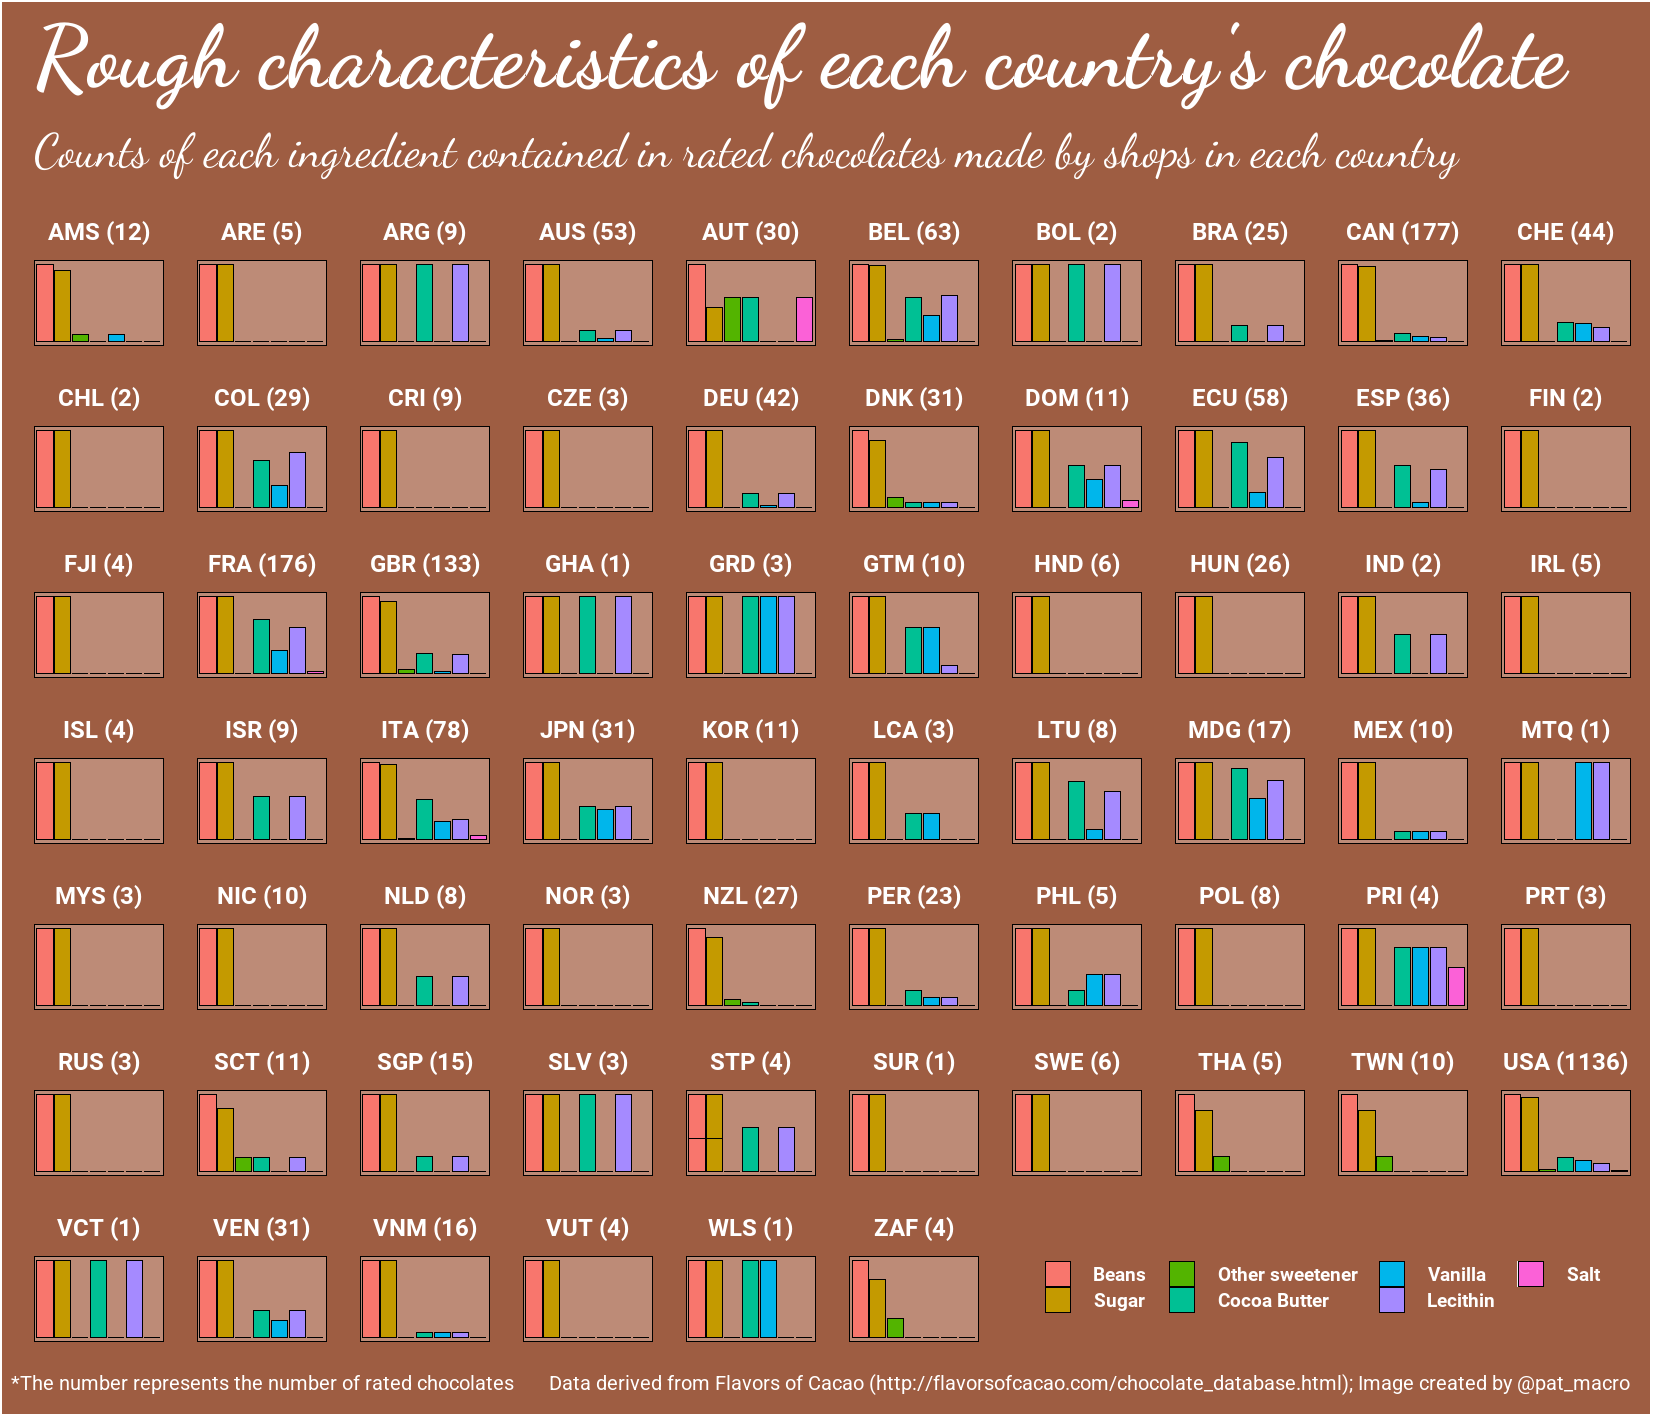 Rough characteristics of each country's chocolate
Counts of each ingredient contained in rated chocolates made by shops in each country
AMS (12) ARE (5) ARG (9) AUS (53) AUT (30) BEL (63) BOL (2) BRA (25) CAN (177) CHE (44)
CHL (2) COL (29) CRI (9) CZE (3) DEU (42) DNK (31) DOM (11) ECU (58) ESP (36) FIN (2)
FJI (4) FRA (176) GBR (133) GHA (1) GRD (3) GTM (10) HND (6) HUN (26) IND (2) IRL (5)
ISL (4) ISR (9) ITA (78) JPN (31) KOR (11) LCA (3) LTU (8) MDG (17) MEX (10) MTQ (1)
MYS (3) NIC (10) NLD (8) NOR (3) NZL (27) PER (23) PHL (5) POL (8) PRI (4) PRT (3)
RUS (3) SCT (11) SGP (15) SLV (3) STP (4) SUR (1) SWE (6) THA (5) TWN (10) USA (1136)
VCT (1) VEN (31) VNM (16) VUT (4) WLS (1) ZAF (4)
Beans Other sweetener Vanilla Salt
Sugar Cocoa Butter Lecithin
*The number represents the number of rated chocolates Data derived from Flavors of Cacao (http://flavorsofcacao.com/chocolate_database.html); Image created by @pat_macro